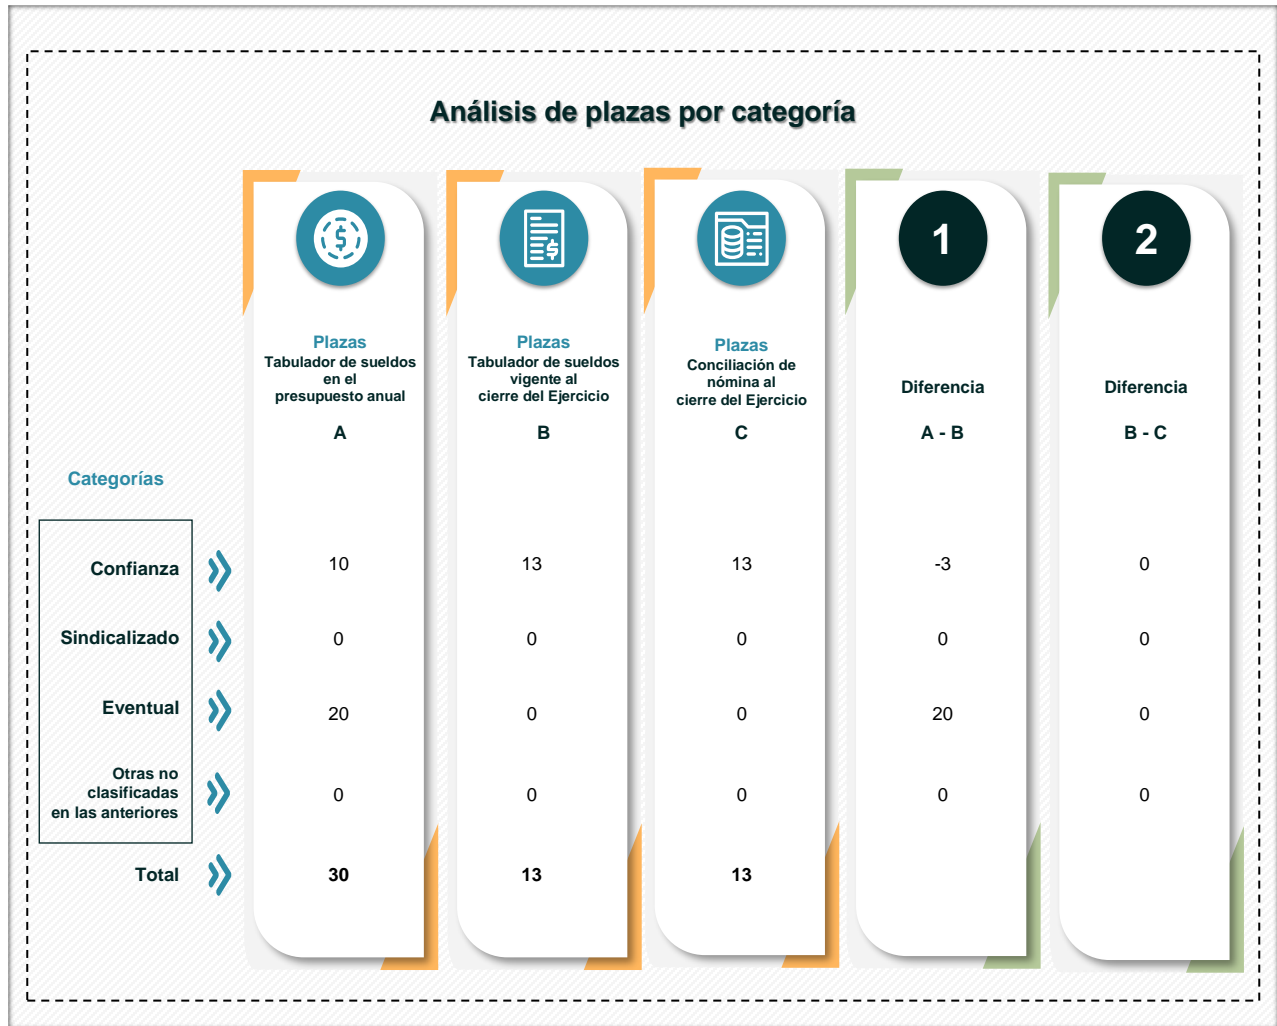 Análisis de plazas por categoría
1
2
Plazas
Tabulador de sueldos
en el
presupuesto anual
A
Plazas
Tabulador de sueldos
vigente al
cierre del Ejercicio
B
Plazas
Conciliación de
nómina al
cierre del Ejercicio
C
Diferencia
A - B
Diferencia
B - C
Categorías
Confianza 10 13 13 -3 0
Sindicalizado 0 0 0 0 0
Eventual 20 0 0 20 0
Otras no
clasificadas
en las anteriores
0 0 0 0 0
Total 30 13 13